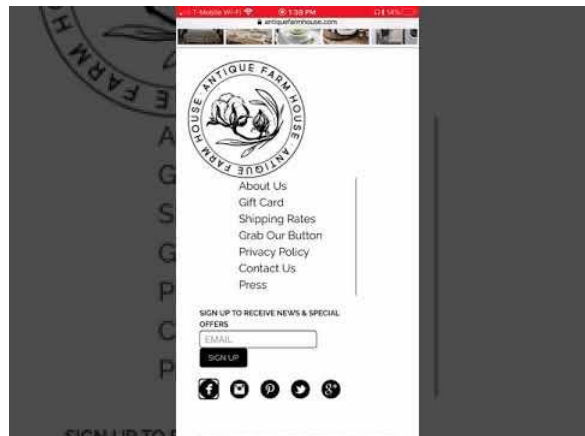 T-Mobile Wi-Fi 1:38 PM 14%
antiquefarmhouse.com
ANTIQUE FARM HOUSE · ANTIQUE FARM HOUSE ·
About Us
Gift Card
Shipping Rates
Grab Our Button
Privacy Policy
Contact Us
Press
SIGN UP TO RECEIVE NEWS & SPECIAL
OFFERS
EMAIL
SIGN UP